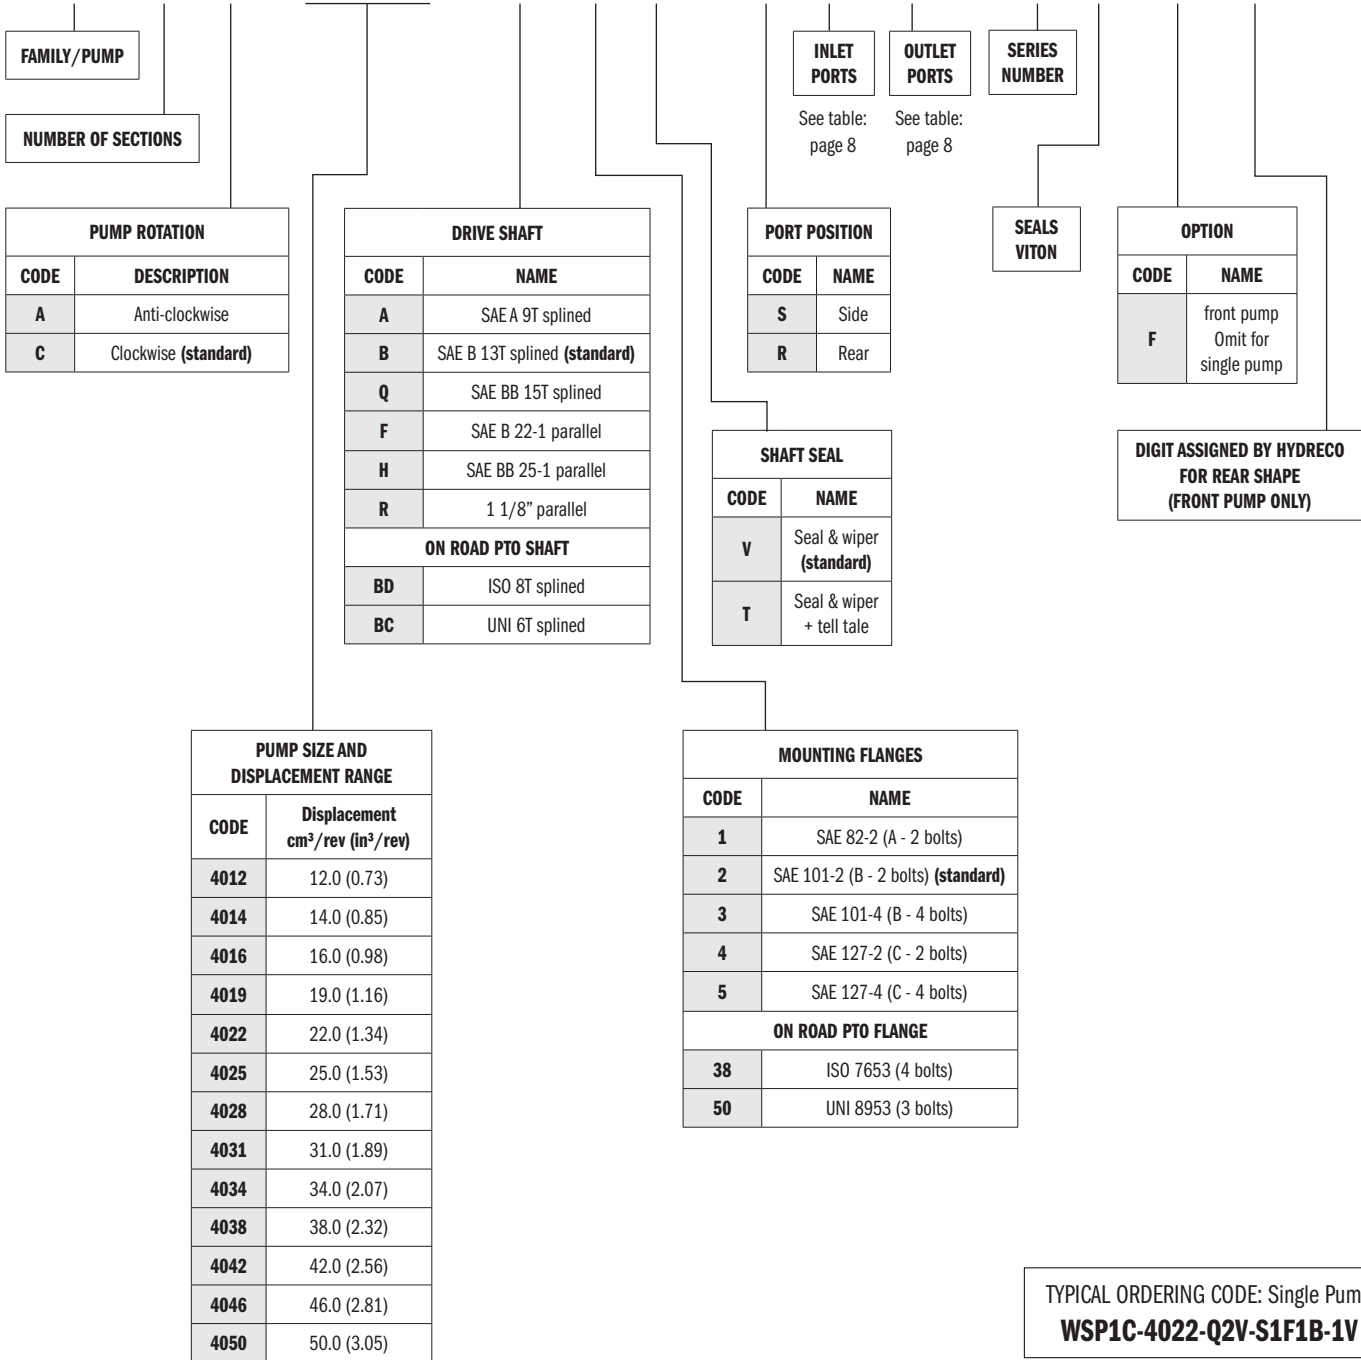 FAMILY/PUMP
NUMBER OF SECTIONS
INLET
PORTS
See table:
page 8
OUTLET
PORTS
See table:
page 8
SERIES
NUMBER
PUMP ROTATION
CODE DESCRIPTION
A Anti-clockwise
C Clockwise (standard)
DRIVE SHAFT
CODE NAME
A SAE A 9T splined
B SAE B 13T splined (standard)
Q SAE BB 15T splined
F SAE B 22-1 parallel
H SAE BB 25-1 parallel
R 1 1/8” parallel
ON ROAD PTO SHAFT
BD ISO 8T splined
BC UNI 6T splined
PORT POSITION
CODE NAME
S Side
R Rear
SEALS
VITON
OPTION
CODE NAME
F front pump
Omit for
single pump
SHAFT SEAL
CODE NAME
V Seal & wiper
(standard)
T Seal & wiper
+ tell tale
DIGIT ASSIGNED BY HYDRECO
FOR REAR SHAPE
(FRONT PUMP ONLY)
PUMP SIZE AND
DISPLACEMENT RANGE
CODE Displacement
cm³/rev (in³/rev)
4012 12.0 (0.73)
4014 14.0 (0.85)
4016 16.0 (0.98)
4019 19.0 (1.16)
4022 22.0 (1.34)
4025 25.0 (1.53)
4028 28.0 (1.71)
4031 31.0 (1.89)
4034 34.0 (2.07)
4038 38.0 (2.32)
4042 42.0 (2.56)
4046 46.0 (2.81)
4050 50.0 (3.05)
MOUNTING FLANGES
CODE NAME
1 SAE 82-2 (A - 2 bolts)
2 SAE 101-2 (B - 2 bolts) (standard)
3 SAE 101-4 (B - 4 bolts)
4 SAE 127-2 (C - 2 bolts)
5 SAE 127-4 (C - 4 bolts)
ON ROAD PTO FLANGE
38 ISO 7653 (4 bolts)
50 UNI 8953 (3 bolts)
TYPICAL ORDERING CODE: Single Pum
WSP1C-4022-Q2V-S1F1B-1V